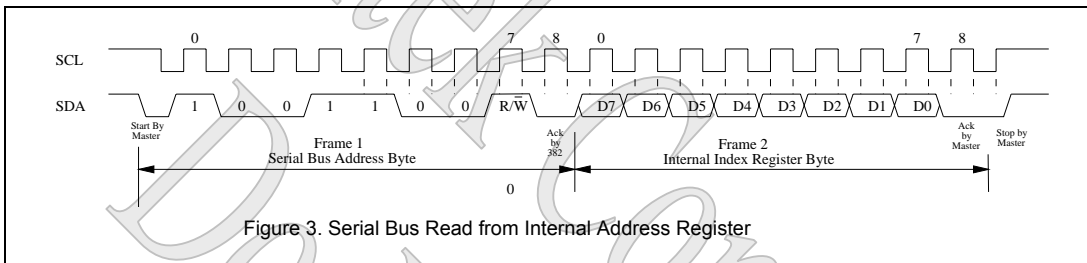 0 7 8 0 7 8
SCL
SDA 1 0 0 1 1 0 0 R/W̅ D7 D6 D5 D4 D3 D2 D1 D0
Start By
Master
Frame 1
Serial Bus Address Byte
Ack
by
382
Frame 2
Internal Index Register Byte
Ack
by
Master
Stop by
Master
0
Figure 3. Serial Bus Read from Internal Address Register